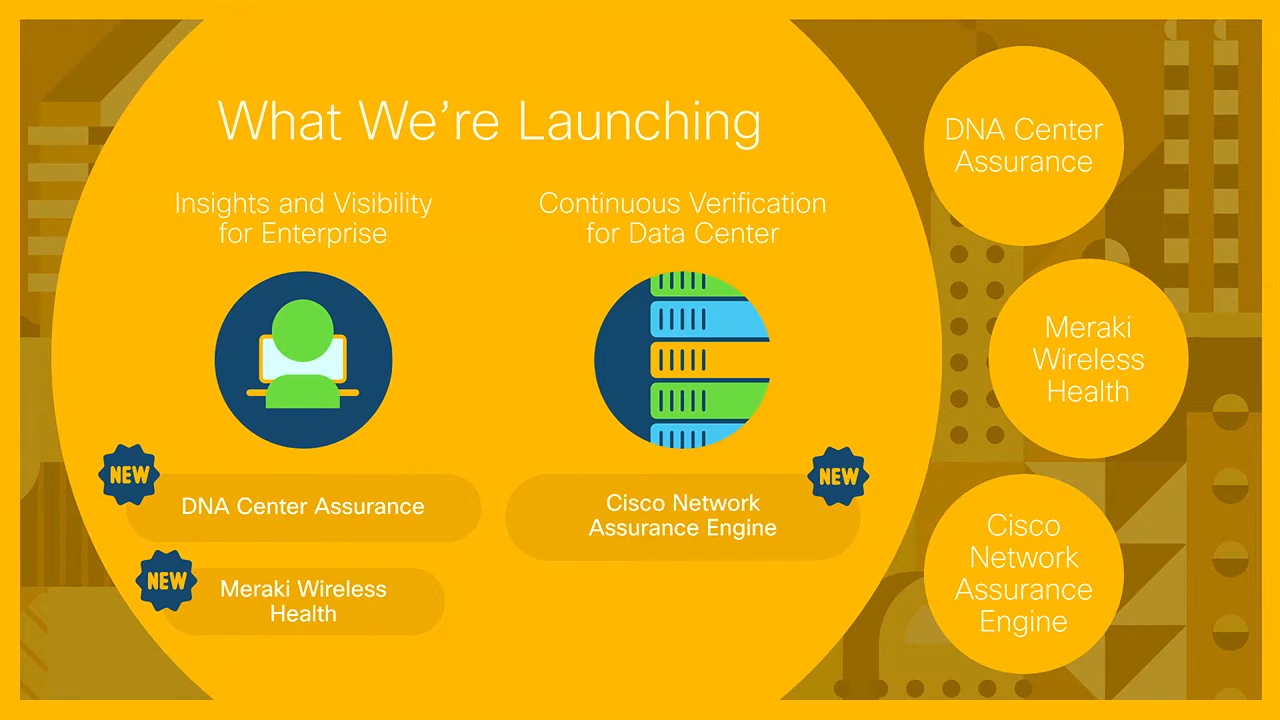 What We're Launching
Insights and Visibility
for Enterprise
Continuous Verification
for Data Center
NEW
DNA Center Assurance
NEW
Meraki Wireless
Health
NEW
Cisco Network
Assurance Engine
DNA Center
Assurance
Meraki
Wireless
Health
Cisco
Network
Assurance
Engine